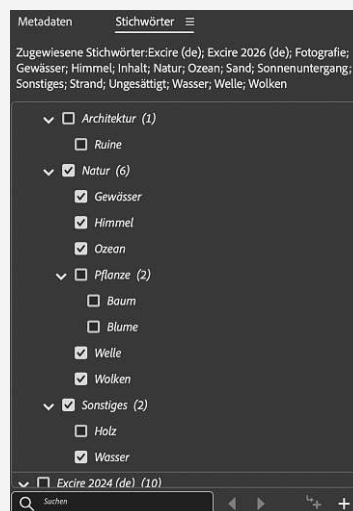 Metadaten Stichwörter
Zugewiesene Stichwörter:Excire (de); Excire 2026 (de); Fotografie;
Gewässer; Himmel; Inhalt; Natur; Ozean; Sand; Sonnenuntergang;
Sonstiges; Strand; Ungesättigt; Wasser; Welle; Wolken
Architektur (1)
Ruine
Natur (6)
Gewässer
Himmel
Ozean
Pflanze (2)
Baum
Blume
Welle
Wolken
Sonstiges (2)
Holz
Wasser
Excire 2024 (de) (10)
Suchen